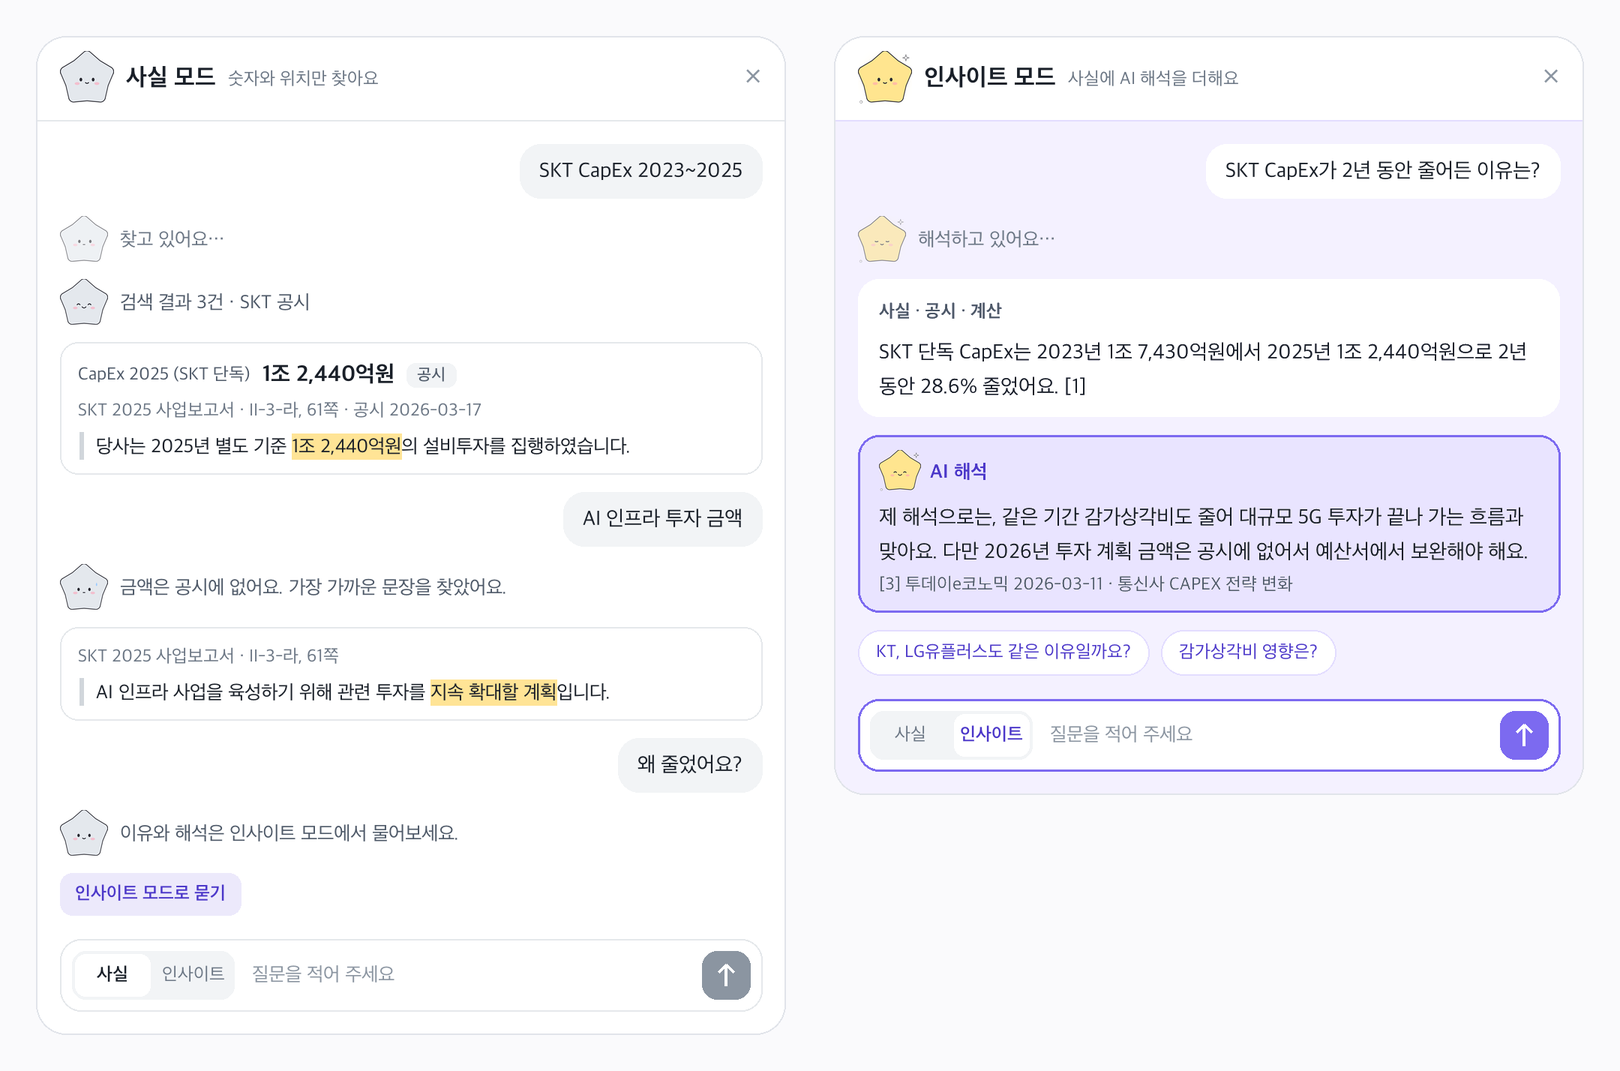 사실 모드 숫자와 위치만 찾아요
SKT CapEx 2023~2025
찾고 있어요…
검색 결과 3건 · SKT 공시
CapEx 2025 (SKT 단독) 1조 2,440억원 공시
SKT 2025 사업보고서 · II-3-라, 61쪽 · 공시 2026-03-17
당사는 2025년 별도 기준 1조 2,440억원의 설비투자를 집행하였습니다.
AI 인프라 투자 금액
금액은 공시에 없어요. 가장 가까운 문장을 찾았어요.
SKT 2025 사업보고서 · II-3-라, 61쪽
AI 인프라 사업을 육성하기 위해 관련 투자를 지속 확대할 계획입니다.
왜 줄었어요?
이유와 해석은 인사이트 모드에서 물어보세요.
인사이트 모드로 묻기
사실 인사이트 질문을 적어 주세요
인사이트 모드 사실에 AI 해석을 더해요
SKT CapEx가 2년 동안 줄어든 이유는?
해석하고 있어요…
사실 · 공시 · 계산
SKT 단독 CapEx는 2023년 1조 7,430억원에서 2025년 1조 2,440억원으로 2년
동안 28.6% 줄었어요. [1]
AI 해석
제 해석으로는, 같은 기간 감가상각비도 줄어 대규모 5G 투자가 끝나 가는 흐름과
맞아요. 다만 2026년 투자 계획 금액은 공시에 없어서 예산서에서 보완해야 해요.
[3] 투데이e코노믹 2026-03-11 · 통신사 CAPEX 전략 변화
KT, LG유플러스도 같은 이유일까요? 감가상각비 영향은?
사실 인사이트 질문을 적어 주세요